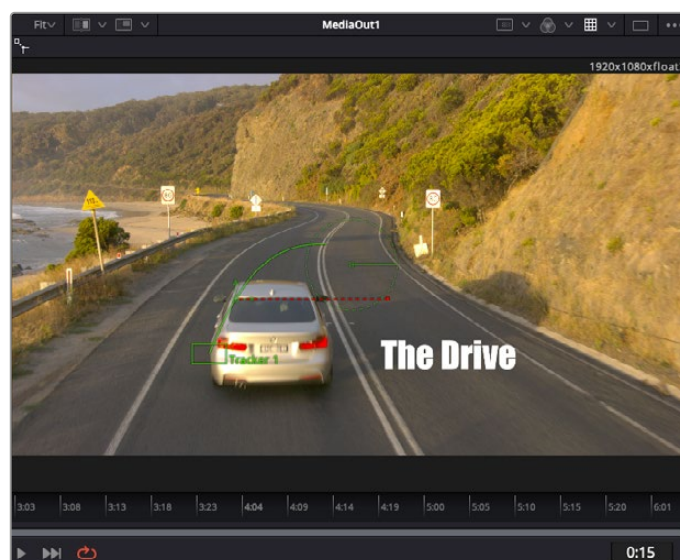 Fit
MediaOut1
1920x1080xfloat
Tracker 1
The Drive
3:03 3:08 3:13 3:18 3:23 4:04 4:09 4:14 4:19 5:00 5:05 5:10 5:15 5:20 6:01
0:15